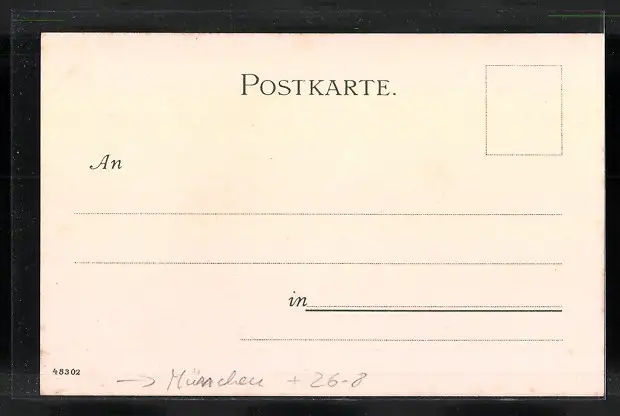 POSTKARTE.
An
in
48302
→ München + 26-8